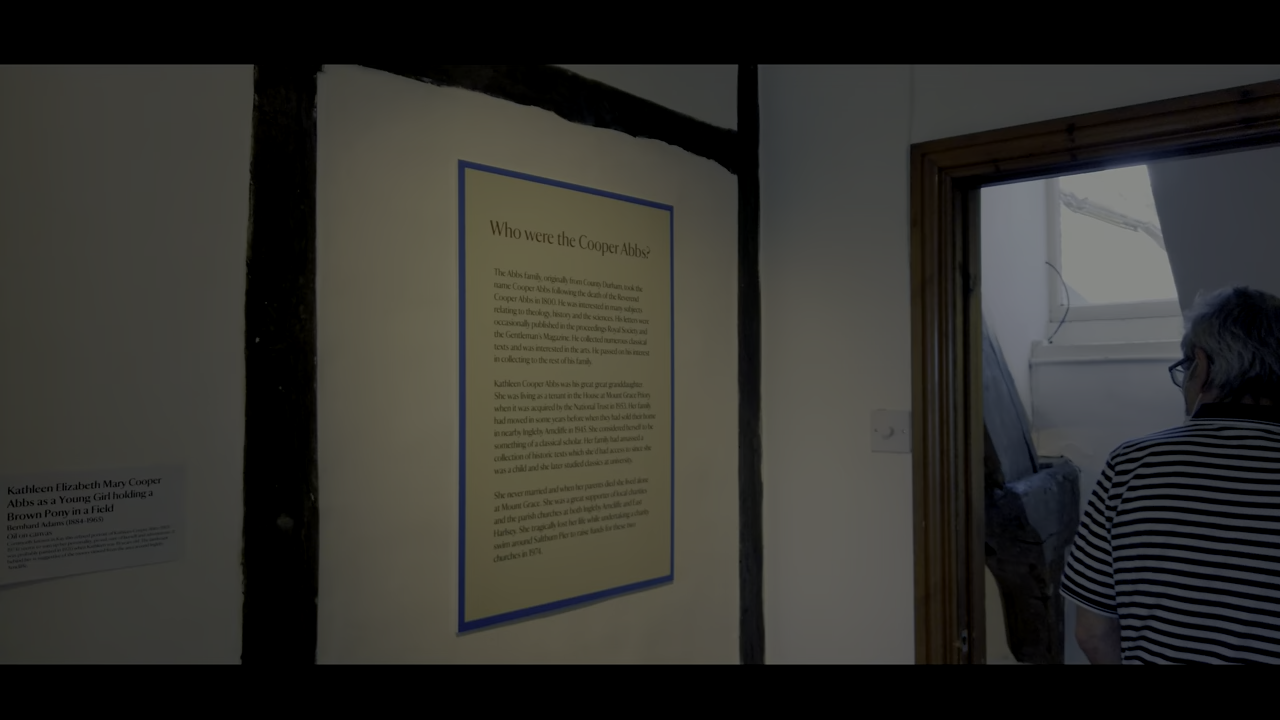 Who were the Cooper Abbs?
The Abbs family, originally from County Durham, took the
name Cooper Abbs following the death of the Reverend
Cooper Abbs in 1800. He was interested in many subjects
relating to theology, history and the sciences. His letters were
occasionally published in the proceedings Royal Society and
the Gentleman's Magazine. He collected numerous classical
texts and was interested in the arts. He passed on his interest
in collecting to the rest of his family.
Kathleen Cooper Abbs was his great great granddaughter.
She was living as a tenant in the House at Mount Grace Priory
when it was acquired by the National Trust in 1953. Her family
had moved in some years before when they had sold their house
in nearby Ingleby Arncliffe in 1945. She considered herself to be
something of a classical scholar. Her family had amassed a
collection of historic texts which she'd had access to since she
was a child and she later studied classics at university.
She never married and when her parents died she lived alone
at Mount Grace. She was a great supporter of local charities
and the parish churches at both Ingleby Arncliffe and East
Harlsey. She tragically lost her life while undertaking a charity
swim around Saltburn Pier to raise funds for these two
churches in 1974.
Kathleen Elizabeth Mary Cooper
Abbs as a Young Girl holding a
Brown Pony in a Field
Bernhard Adams (1884-1965)
Oil on canvas